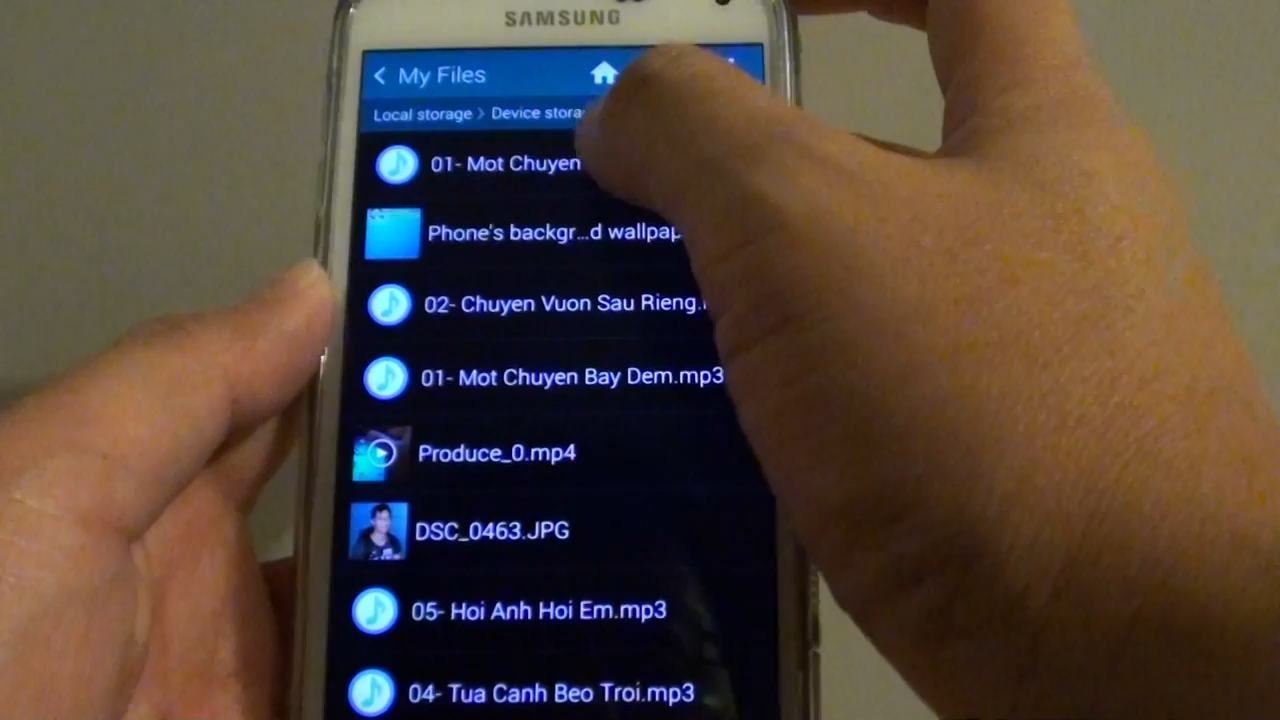 SAMSUNG
My Files
Local storage > Device
01- Mot Chuyen
Phone's backgr...d
02- Chuyen Vuon Sau Rieng.
01- Mot Chuyen Bay Dem.mp3
Produce_0.mp4
DSC_0463.JPG
05- Hoi Anh Hoi Em.mp3
04- Tua Canh Beo Troi.mp3